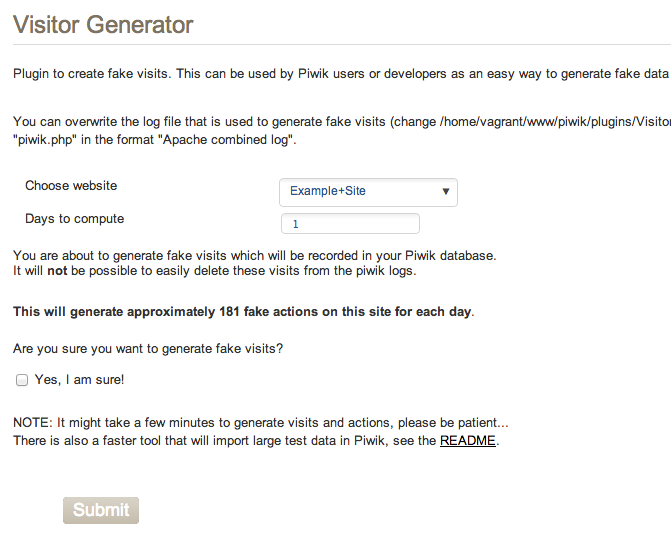 Visitor Generator
Plugin to create fake visits. This can be used by Piwik users or developers as an easy way to generate fake data
You can overwrite the log file that is used to generate fake visits (change /home/vagrant/www/piwik/plugins/Visitor
"piwik.php" in the format "Apache combined log".
Choose website
Example+Site ▼
Days to compute
1
You are about to generate fake visits which will be recorded in your Piwik database.
It will not be possible to easily delete these visits from the piwik logs.
This will generate approximately 181 fake actions on this site for each day.
Are you sure you want to generate fake visits?
Yes, I am sure!
NOTE: It might take a few minutes to generate visits and actions, please be patient...
There is also a faster tool that will import large test data in Piwik, see the README.
Submit